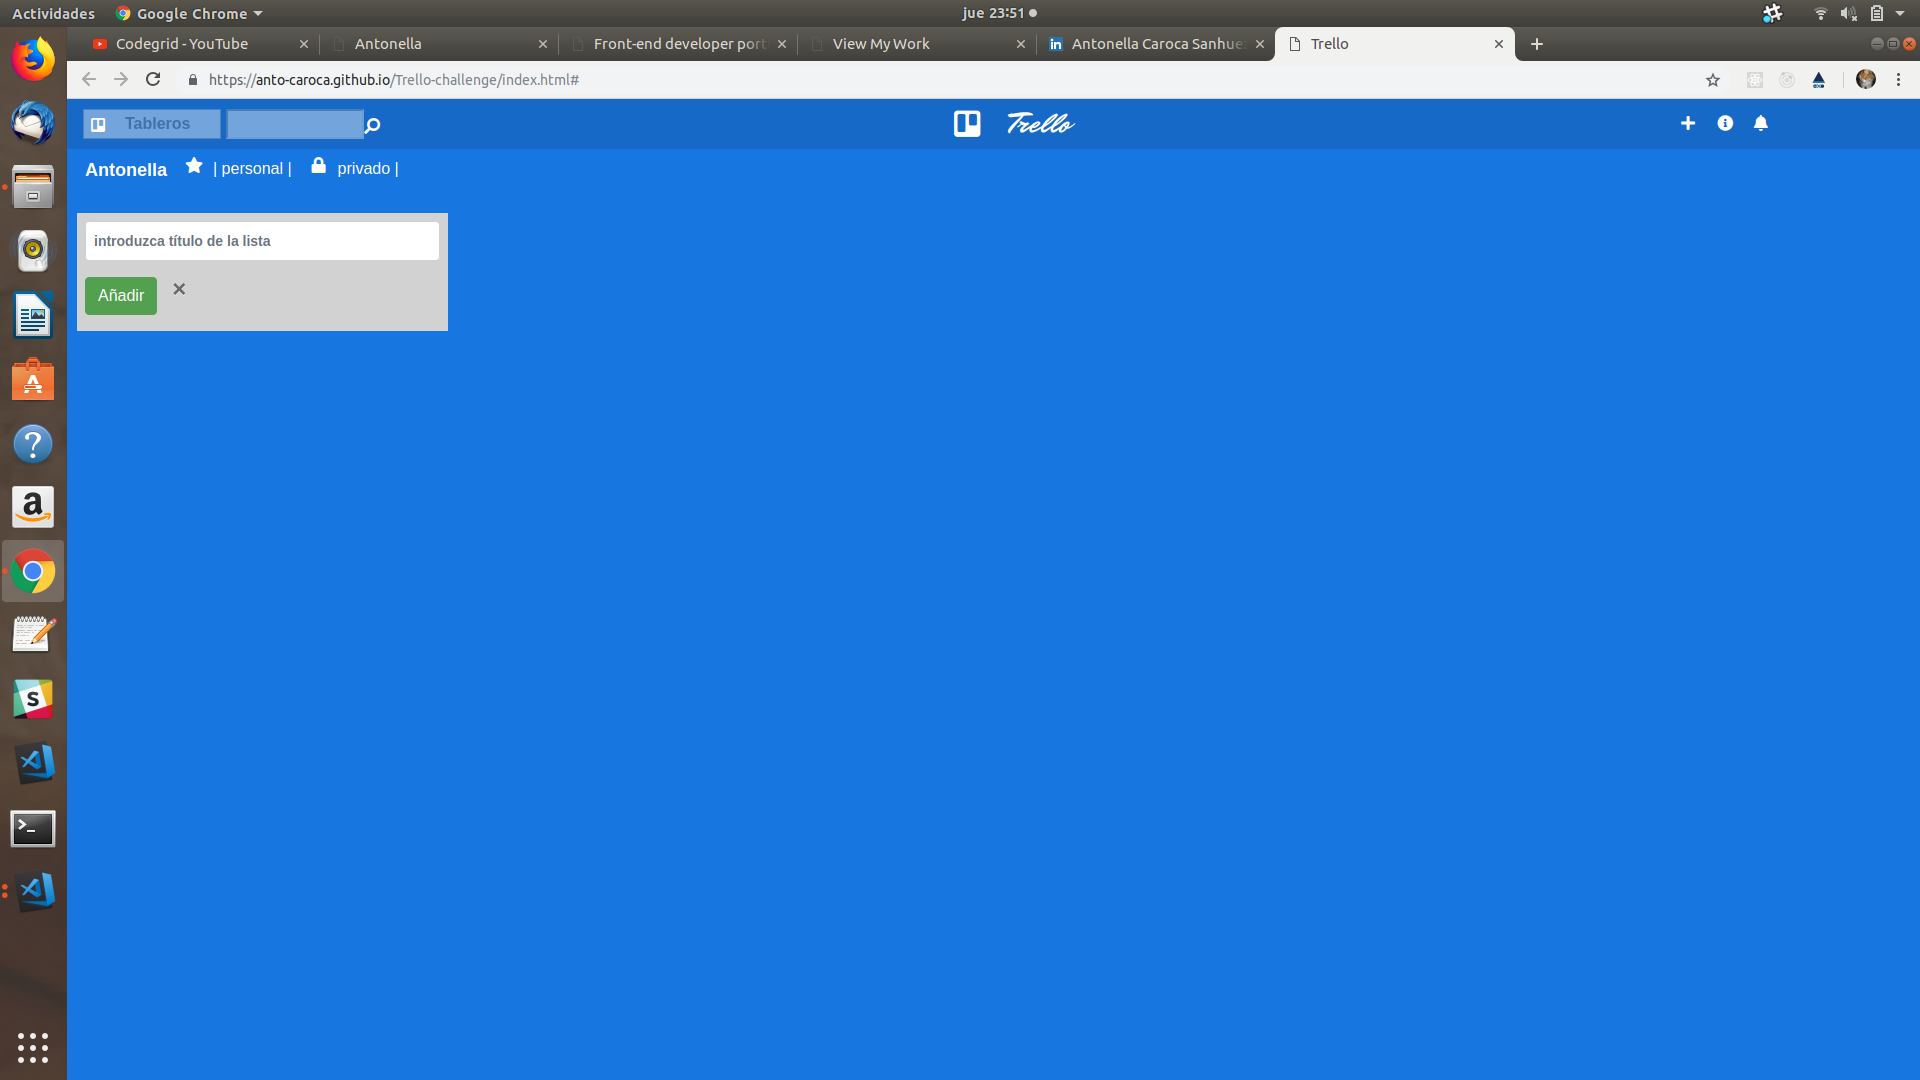 Actividades Google Chrome jue 23:51
Codegrid - YouTube Antonella Front-end developer port View My Work Antonella Caroca Sanhue Trello
https://anto-caroca.github.io/Trello-challenge/index.html#
Tableros Trello
Antonella | personal | privado |
introduzca título de la lista
Añadir